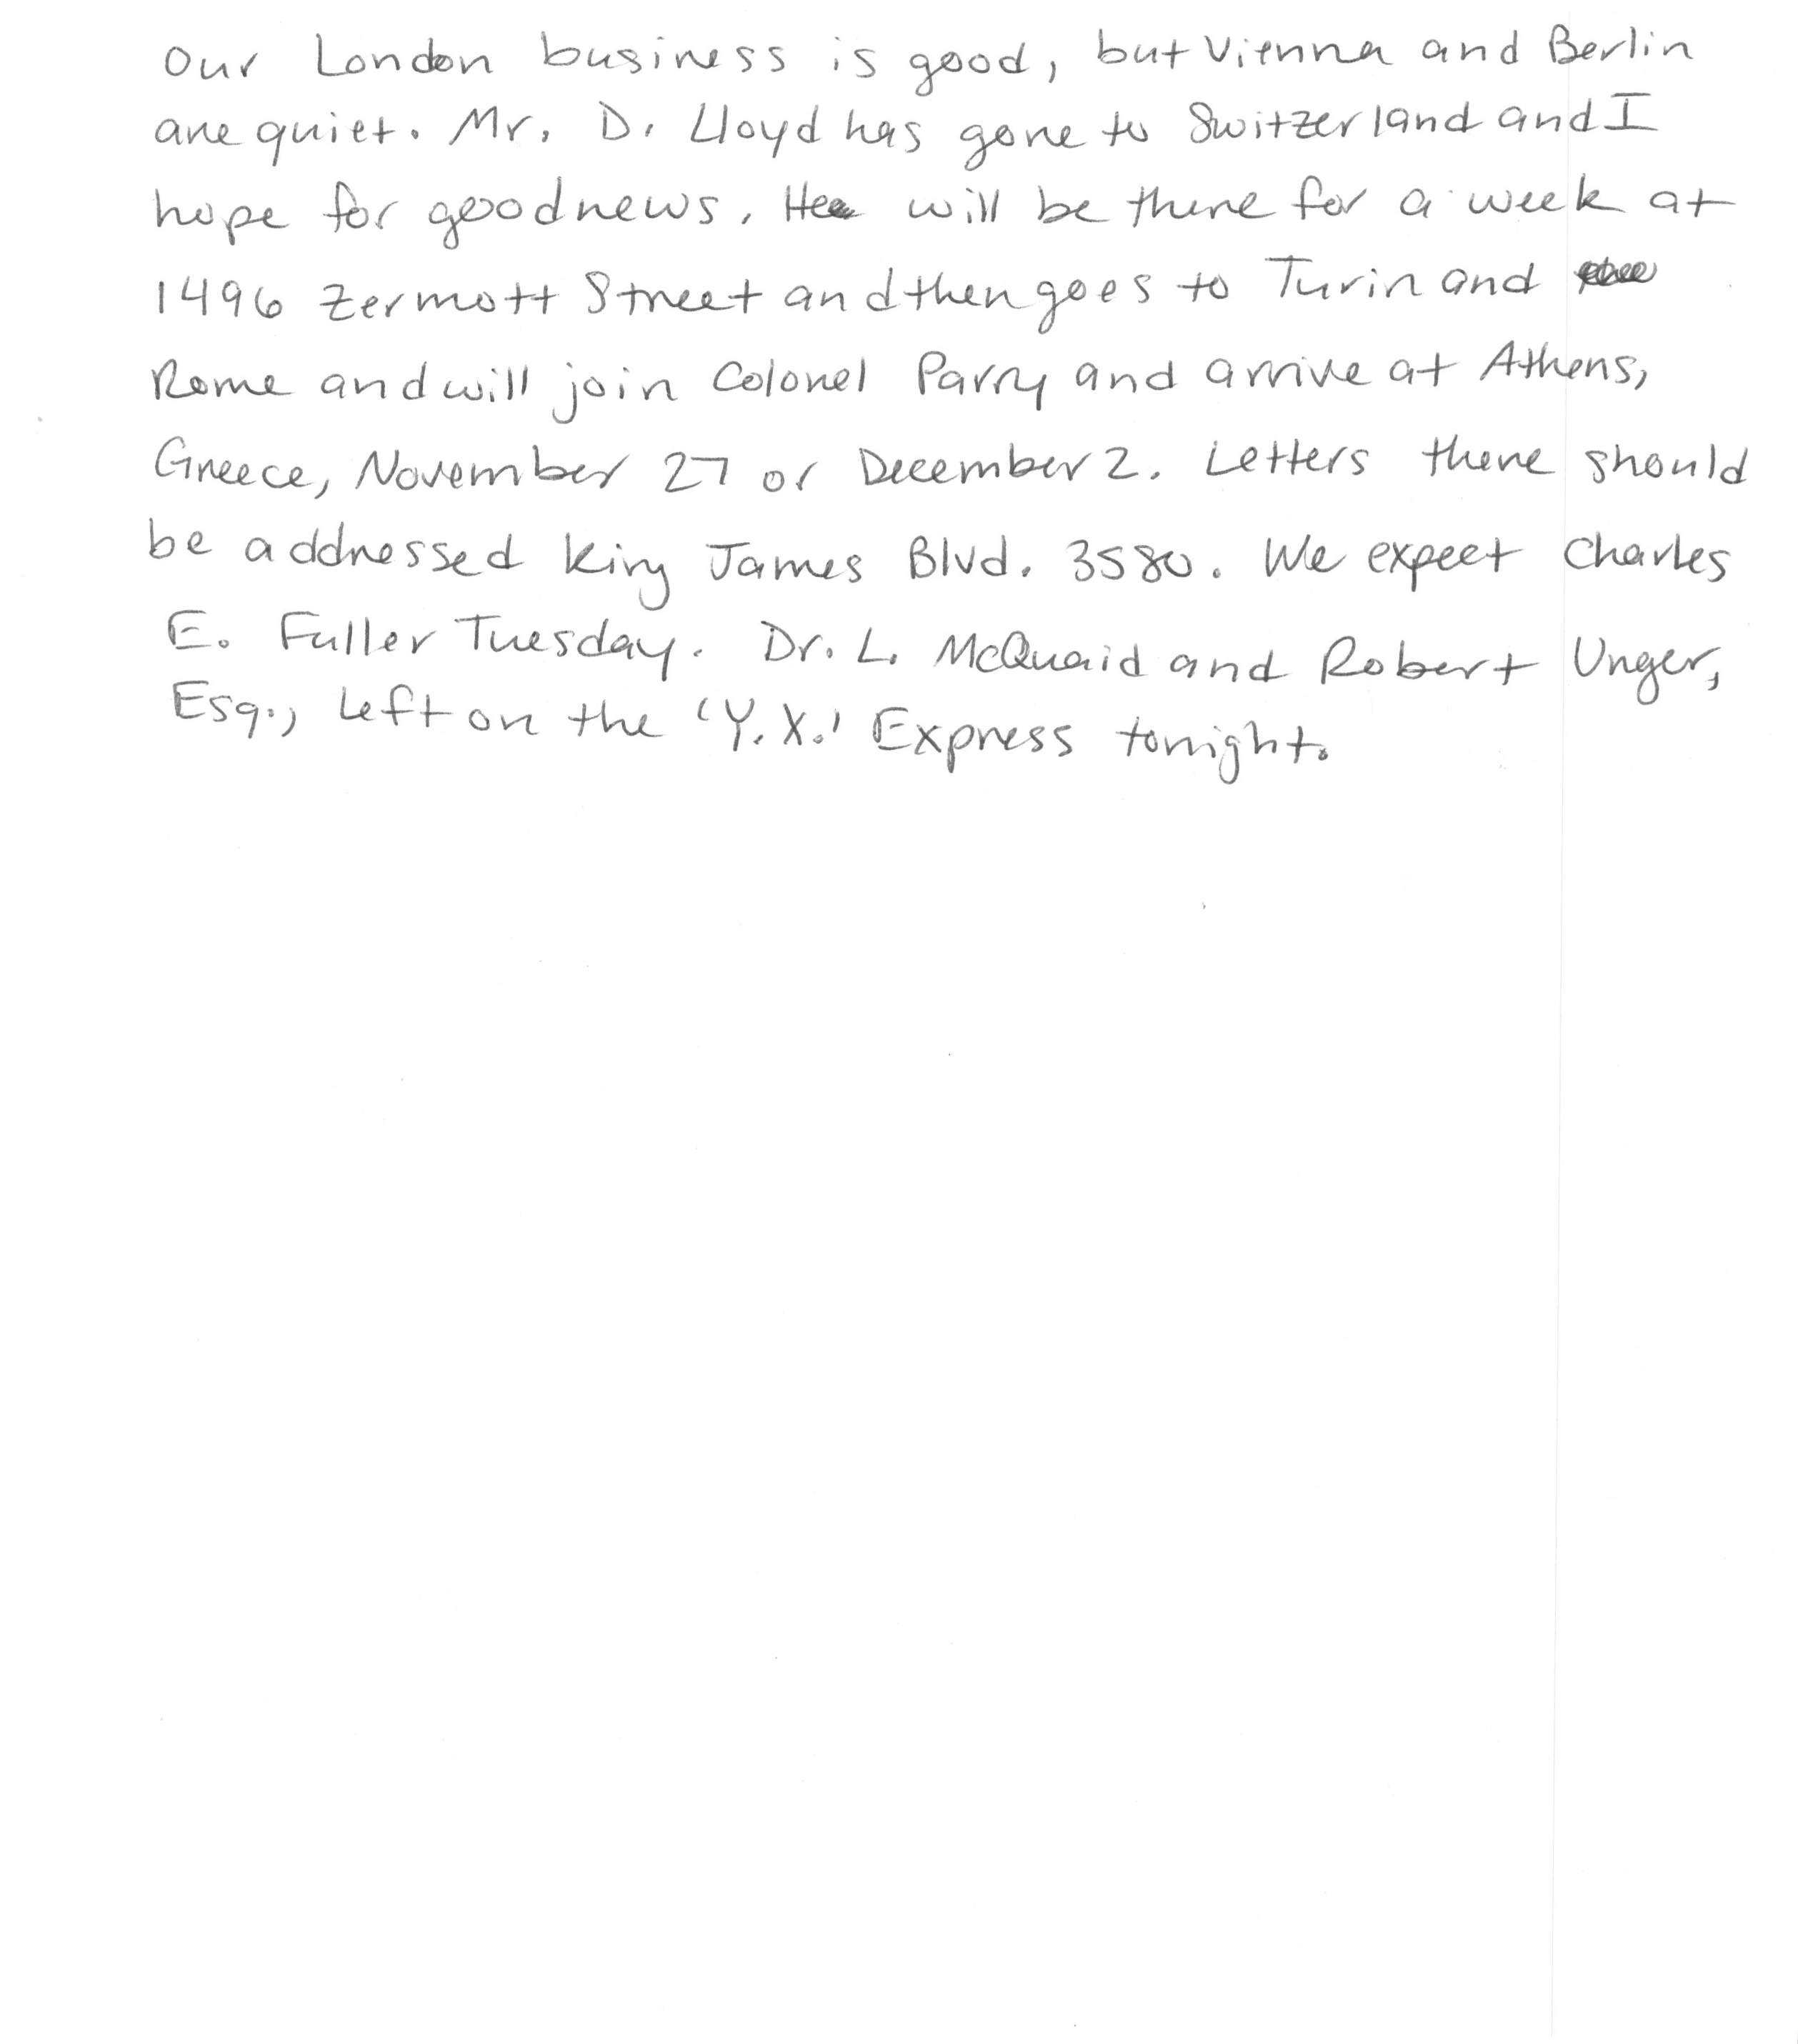 Our London business is good, but Vienna and Berlin
are quiet. Mr. D. Lloyd has gone to Switzerland and I
hope for good news. He will be there for a week at
1496 Zermott Street and then goes to Turin and
Rome and will join Colonel Parry and arrive at Athens,
Greece, November 27 or December 2. Letters there should
be addressed King James Blvd. 3580. We expect Charles
E. Fuller Tuesday. Dr. L. McQuaid and Robert Unger,
Esq., left on the 'Y.X.' Express tonight.